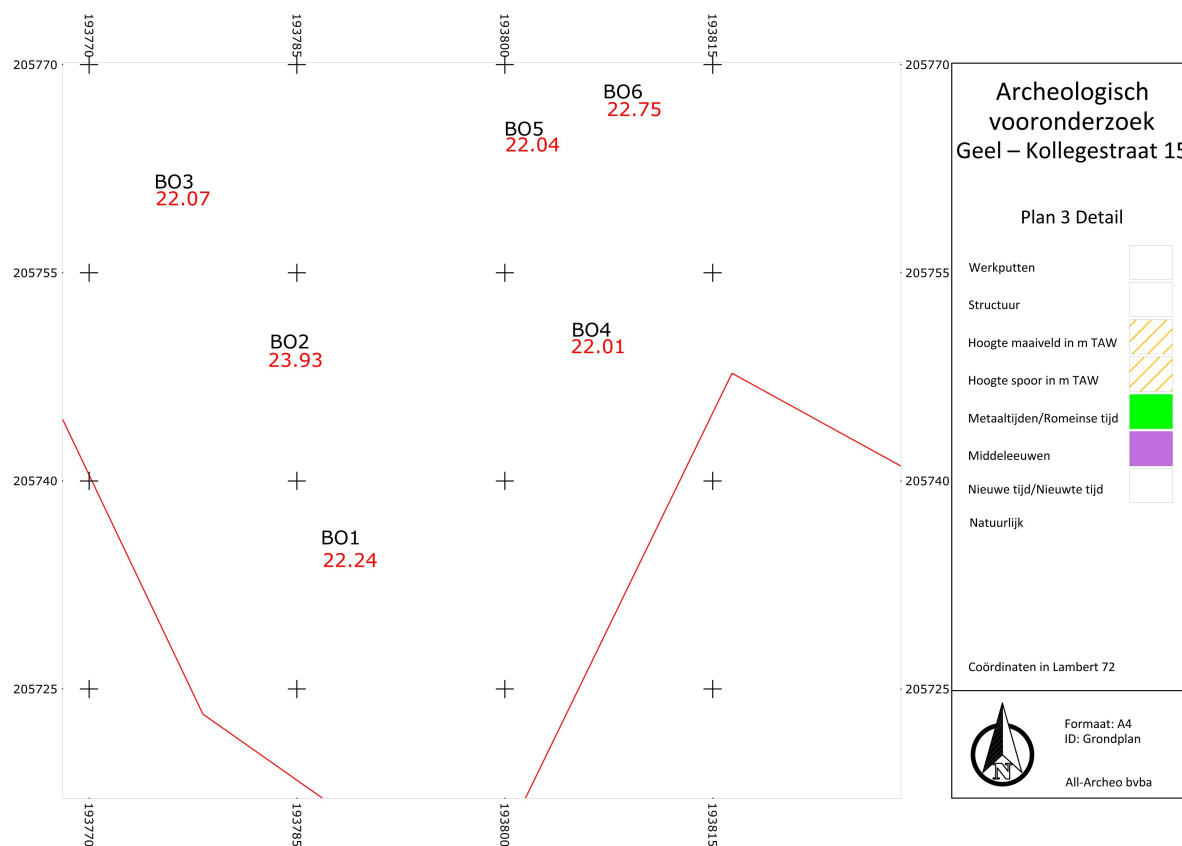 193770
193785
193800
193815
205770
205770
BO6
22.75
BO5
22.04
BO3
22.07
205755
205755
BO2
23.93
BO4
22.01
205740
205740
BO1
22.24
205725
205725
193770
193785
193800
193815
Archeologisch
vooronderzoek
Geel – Kollegestraat 15
Plan 3 Detail
Werkputten
Structuur
Hoogte maaiveld in m TAW
Hoogte spoor in m TAW
Metaaltijden/Romeinse tijd
Middeleeuwen
Nieuwe tijd/Nieuwte tijd
Natuurlijk
Coördinaten in Lambert 72
N
Formaat: A4
ID: Grondplan
All-Archeo bvba